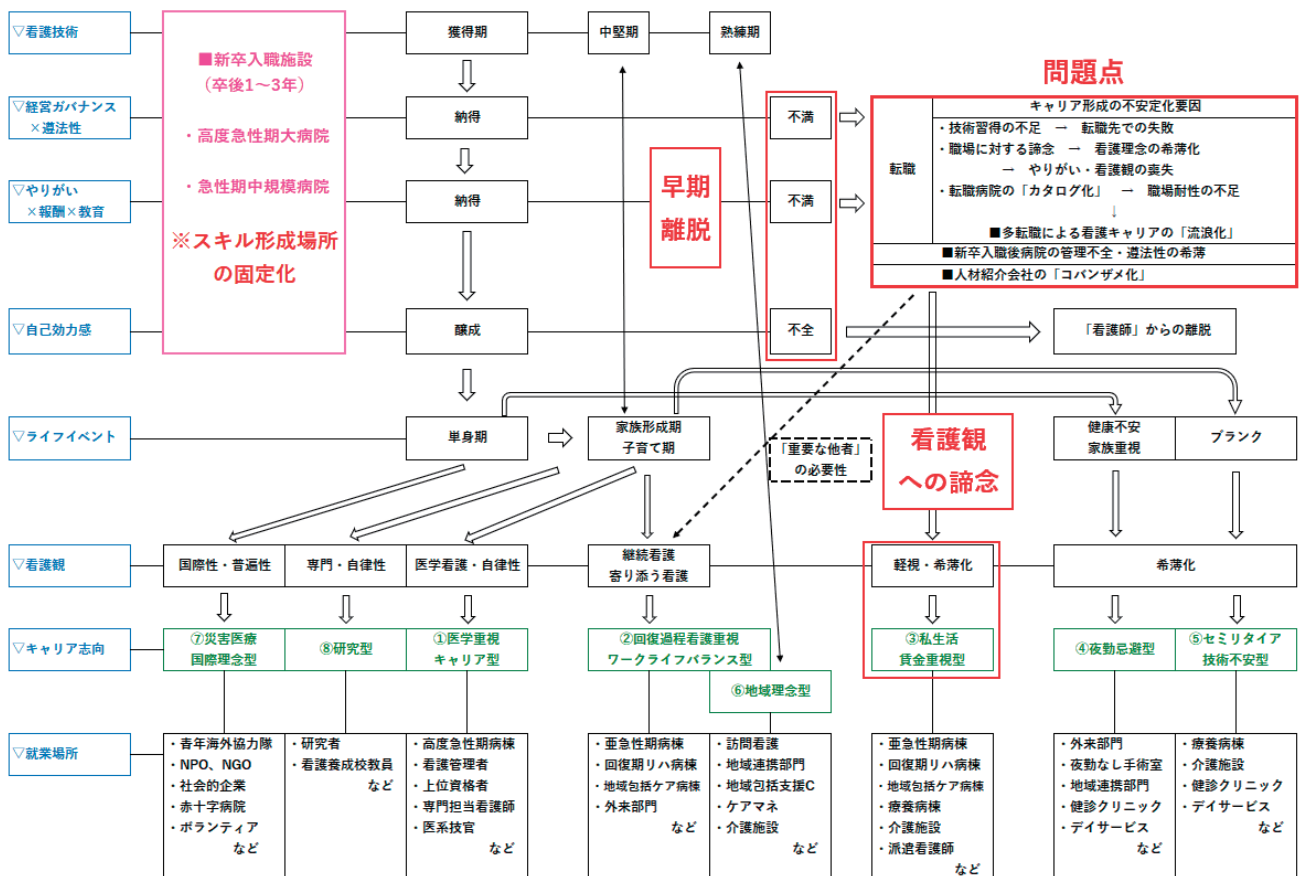 ▽看護技術
■新卒入職施設
（卒後1～3年）
・高度急性期大病院
・急性期中規模病院
※スキル形成場所
の固定化
獲得期
中堅期
熟練期
▽経営ガバナンス
×遵法性
納得
不満
▽やりがい
×報酬×教育
納得
不満
早期
離脱
問題点
転職
キャリア形成の不安定化要因
・技術習得の不足　→　転職先での失敗
・職場に対する諦念　→　看護理念の希薄化
→　やりがい・看護観の喪失
・転職病院の「カタログ化」　→　職場耐性の不足
↓
■多転職による看護キャリアの「流浪化」
■新卒入職後病院の管理不全・遵法性の希薄
■人材紹介会社の「コバンザメ化」
▽自己効力感
醸成
不全
「看護師」からの離脱
▽ライフイベント
単身期
家族形成期
子育て期
「重要な他者」
の必要性
看護観
への諦念
健康不安
家族重視
ブランク
▽看護観
国際性・普遍性
専門・自律性
医学看護・自律性
継続看護
寄り添う看護
軽視・希薄化
希薄化
▽キャリア志向
⑦災害医療
国際理念型
⑧研究型
①医学重視
キャリア型
②回復過程看護重視
ワークライフバランス型
⑥地域理念型
③私生活
賃金重視型
④夜勤忌避型
⑤セミリタイア
技術不安型
▽就業場所
・青年海外協力隊
・NPO、NGO
・社会的企業
・赤十字病院
・ボランティア
など
・研究者
・看護養成校教員
など
・高度急性期病棟
・看護管理者
・上位資格者
・専門担当看護師
・医系技官
など
・亜急性期病棟
・回復期リハ病棟
・地域包括ケア病棟
・外来部門
など
・訪問看護
・地域連携部門
・地域包括支援C
・ケアマネ
・介護施設
など
・亜急性期病棟
・回復期リハ病棟
・地域包括ケア病棟
・療養病棟
・介護施設
・派遣看護師
など
・外来部門
・夜勤なし手術室
・地域連携部門
・健診クリニック
・デイサービス
など
・療養病棟
・介護施設
・健診クリニック
・デイサービス
など